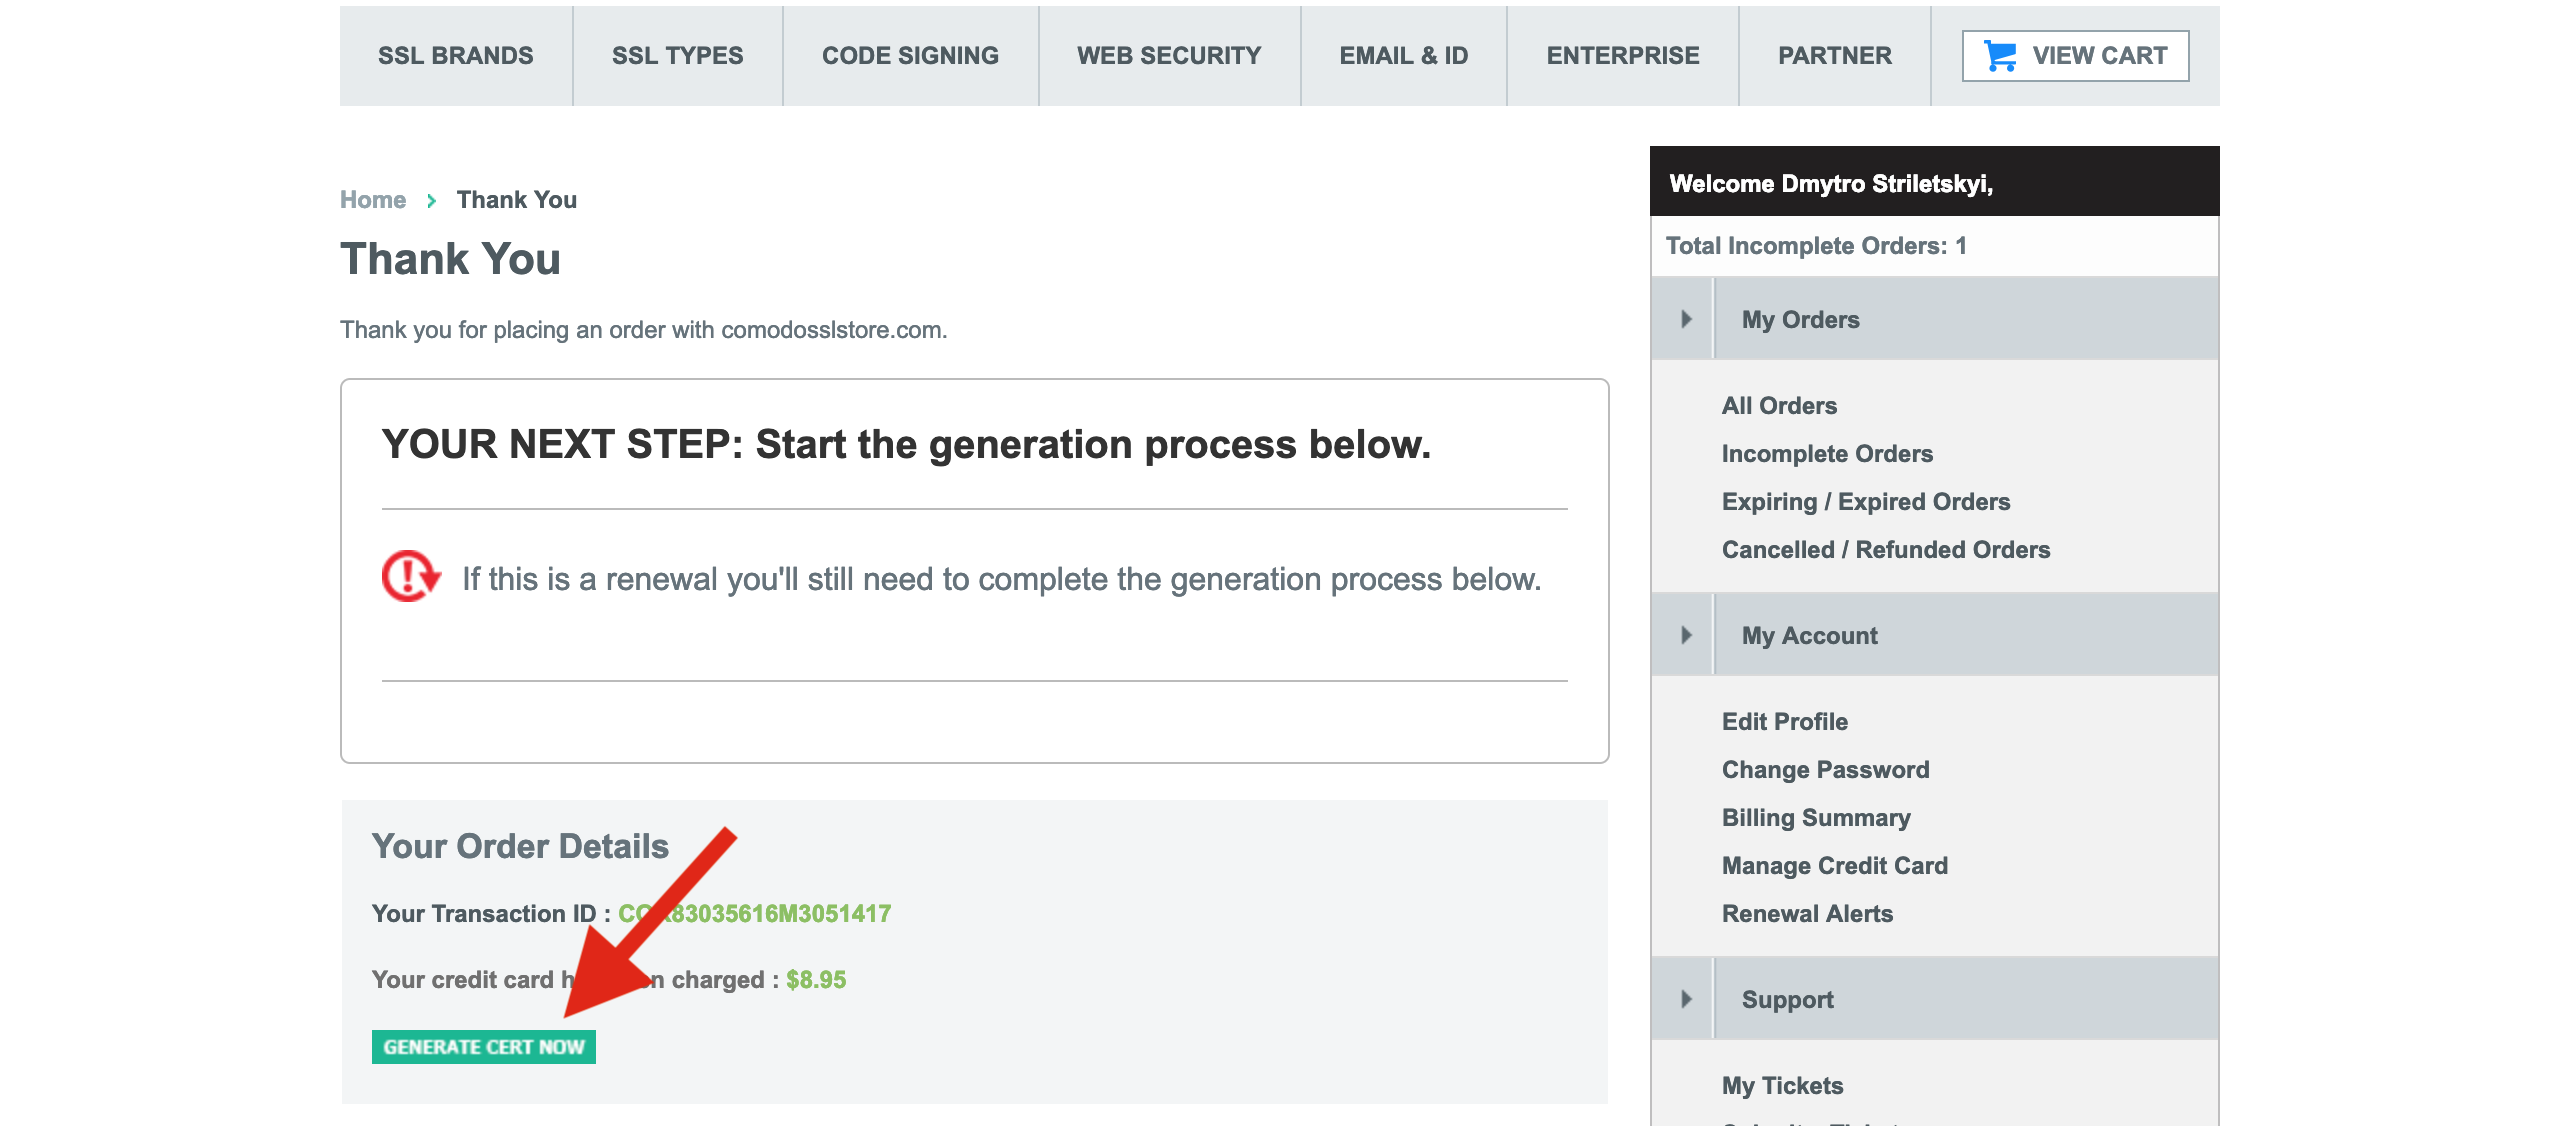 SSL BRANDS
SSL TYPES
CODE SIGNING
WEB SECURITY
EMAIL & ID
ENTERPRISE
PARTNER
VIEW CART
Home
Thank You
Thank You
Thank you for placing an order with comodosslstore.com.
YOUR NEXT STEP: Start the generation process below.
If this is a renewal you'll still need to complete the generation process below.
Your Order Details
Your Transaction ID :
Your credit card charged : $8.95
GENERATE CERT NOW
Welcome Dmytro Striletskyi,
Total Incomplete Orders: 1
My Orders
All Orders
Incomplete Orders
Expiring / Expired Orders
Cancelled / Refunded Orders
My Account
Edit Profile
Change Password
Billing Summary
Manage Credit Card
Renewal Alerts
Support
My Tickets